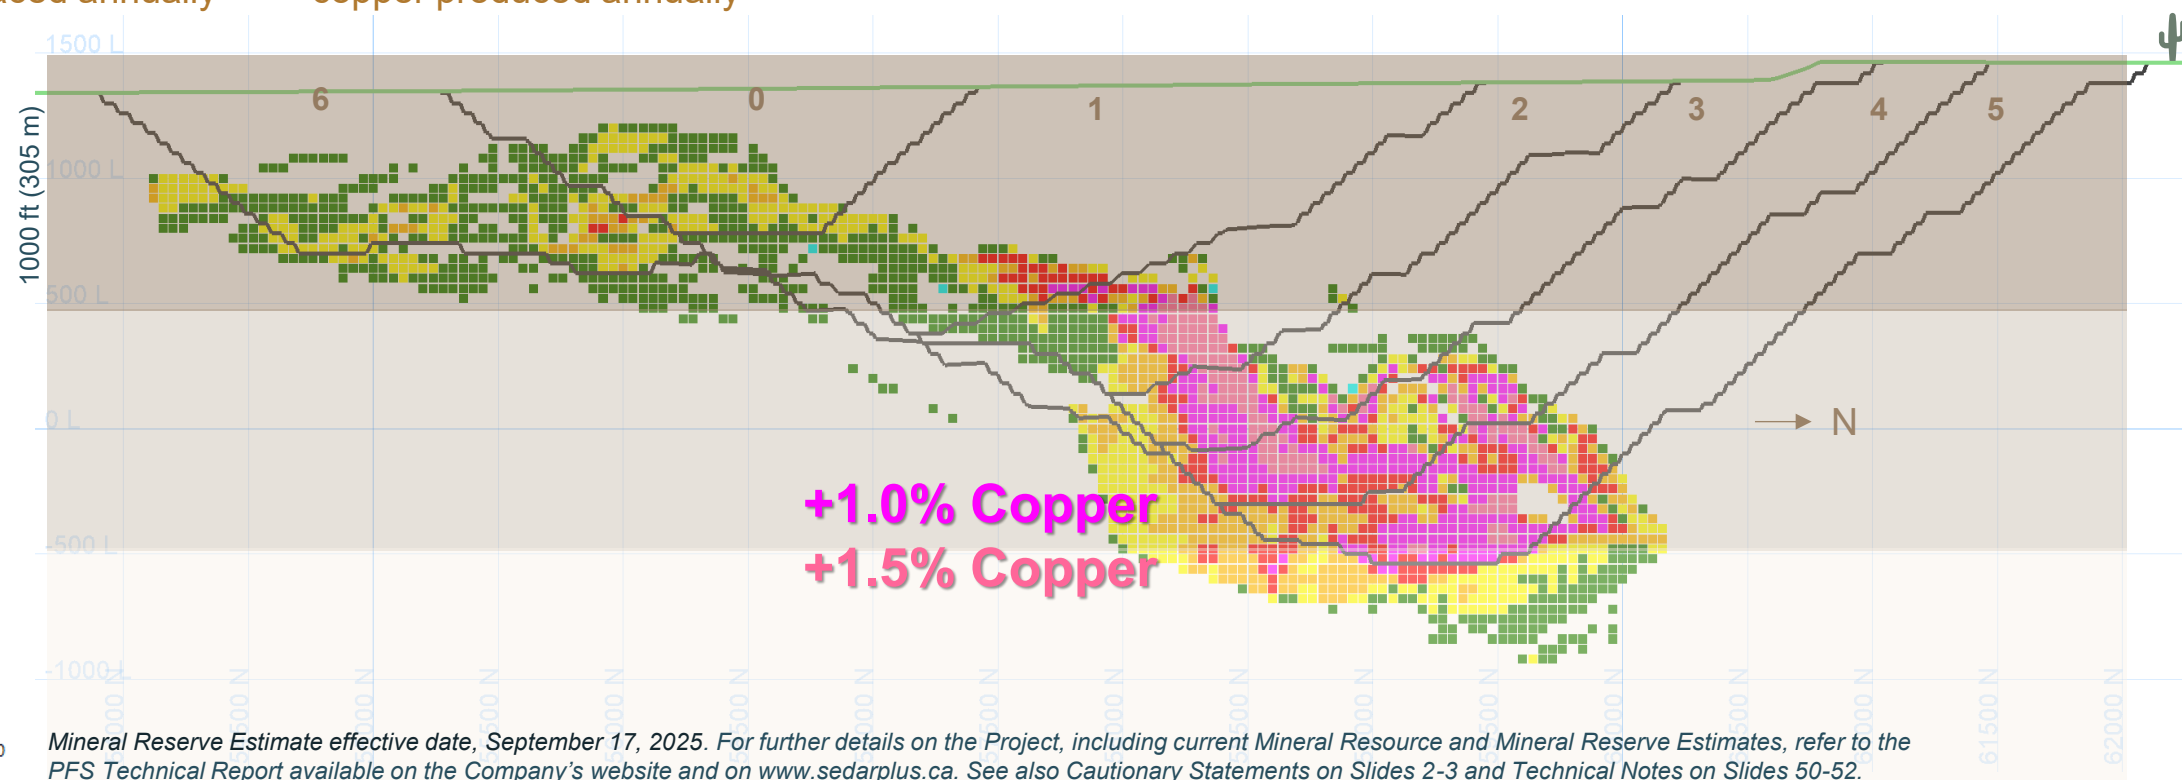 copper produced annually
1500 L
6
0
1
2
3
4
5
1000 ft (305 m)
1000 L
500 L
0 L
N
+1.0% Copper
-500 L
+1.5% Copper
-1000 L
61500 N
62000 N
Mineral Reserve Estimate effective date, September 17, 2025. For further details on the Project, including current Mineral Resource and Mineral Reserve Estimates, refer to the
PFS Technical Report available on the Company's website and on www.sedarplus.ca. See also Cautionary Statements on Slides 2-3 and Technical Notes on Slides 50-52.